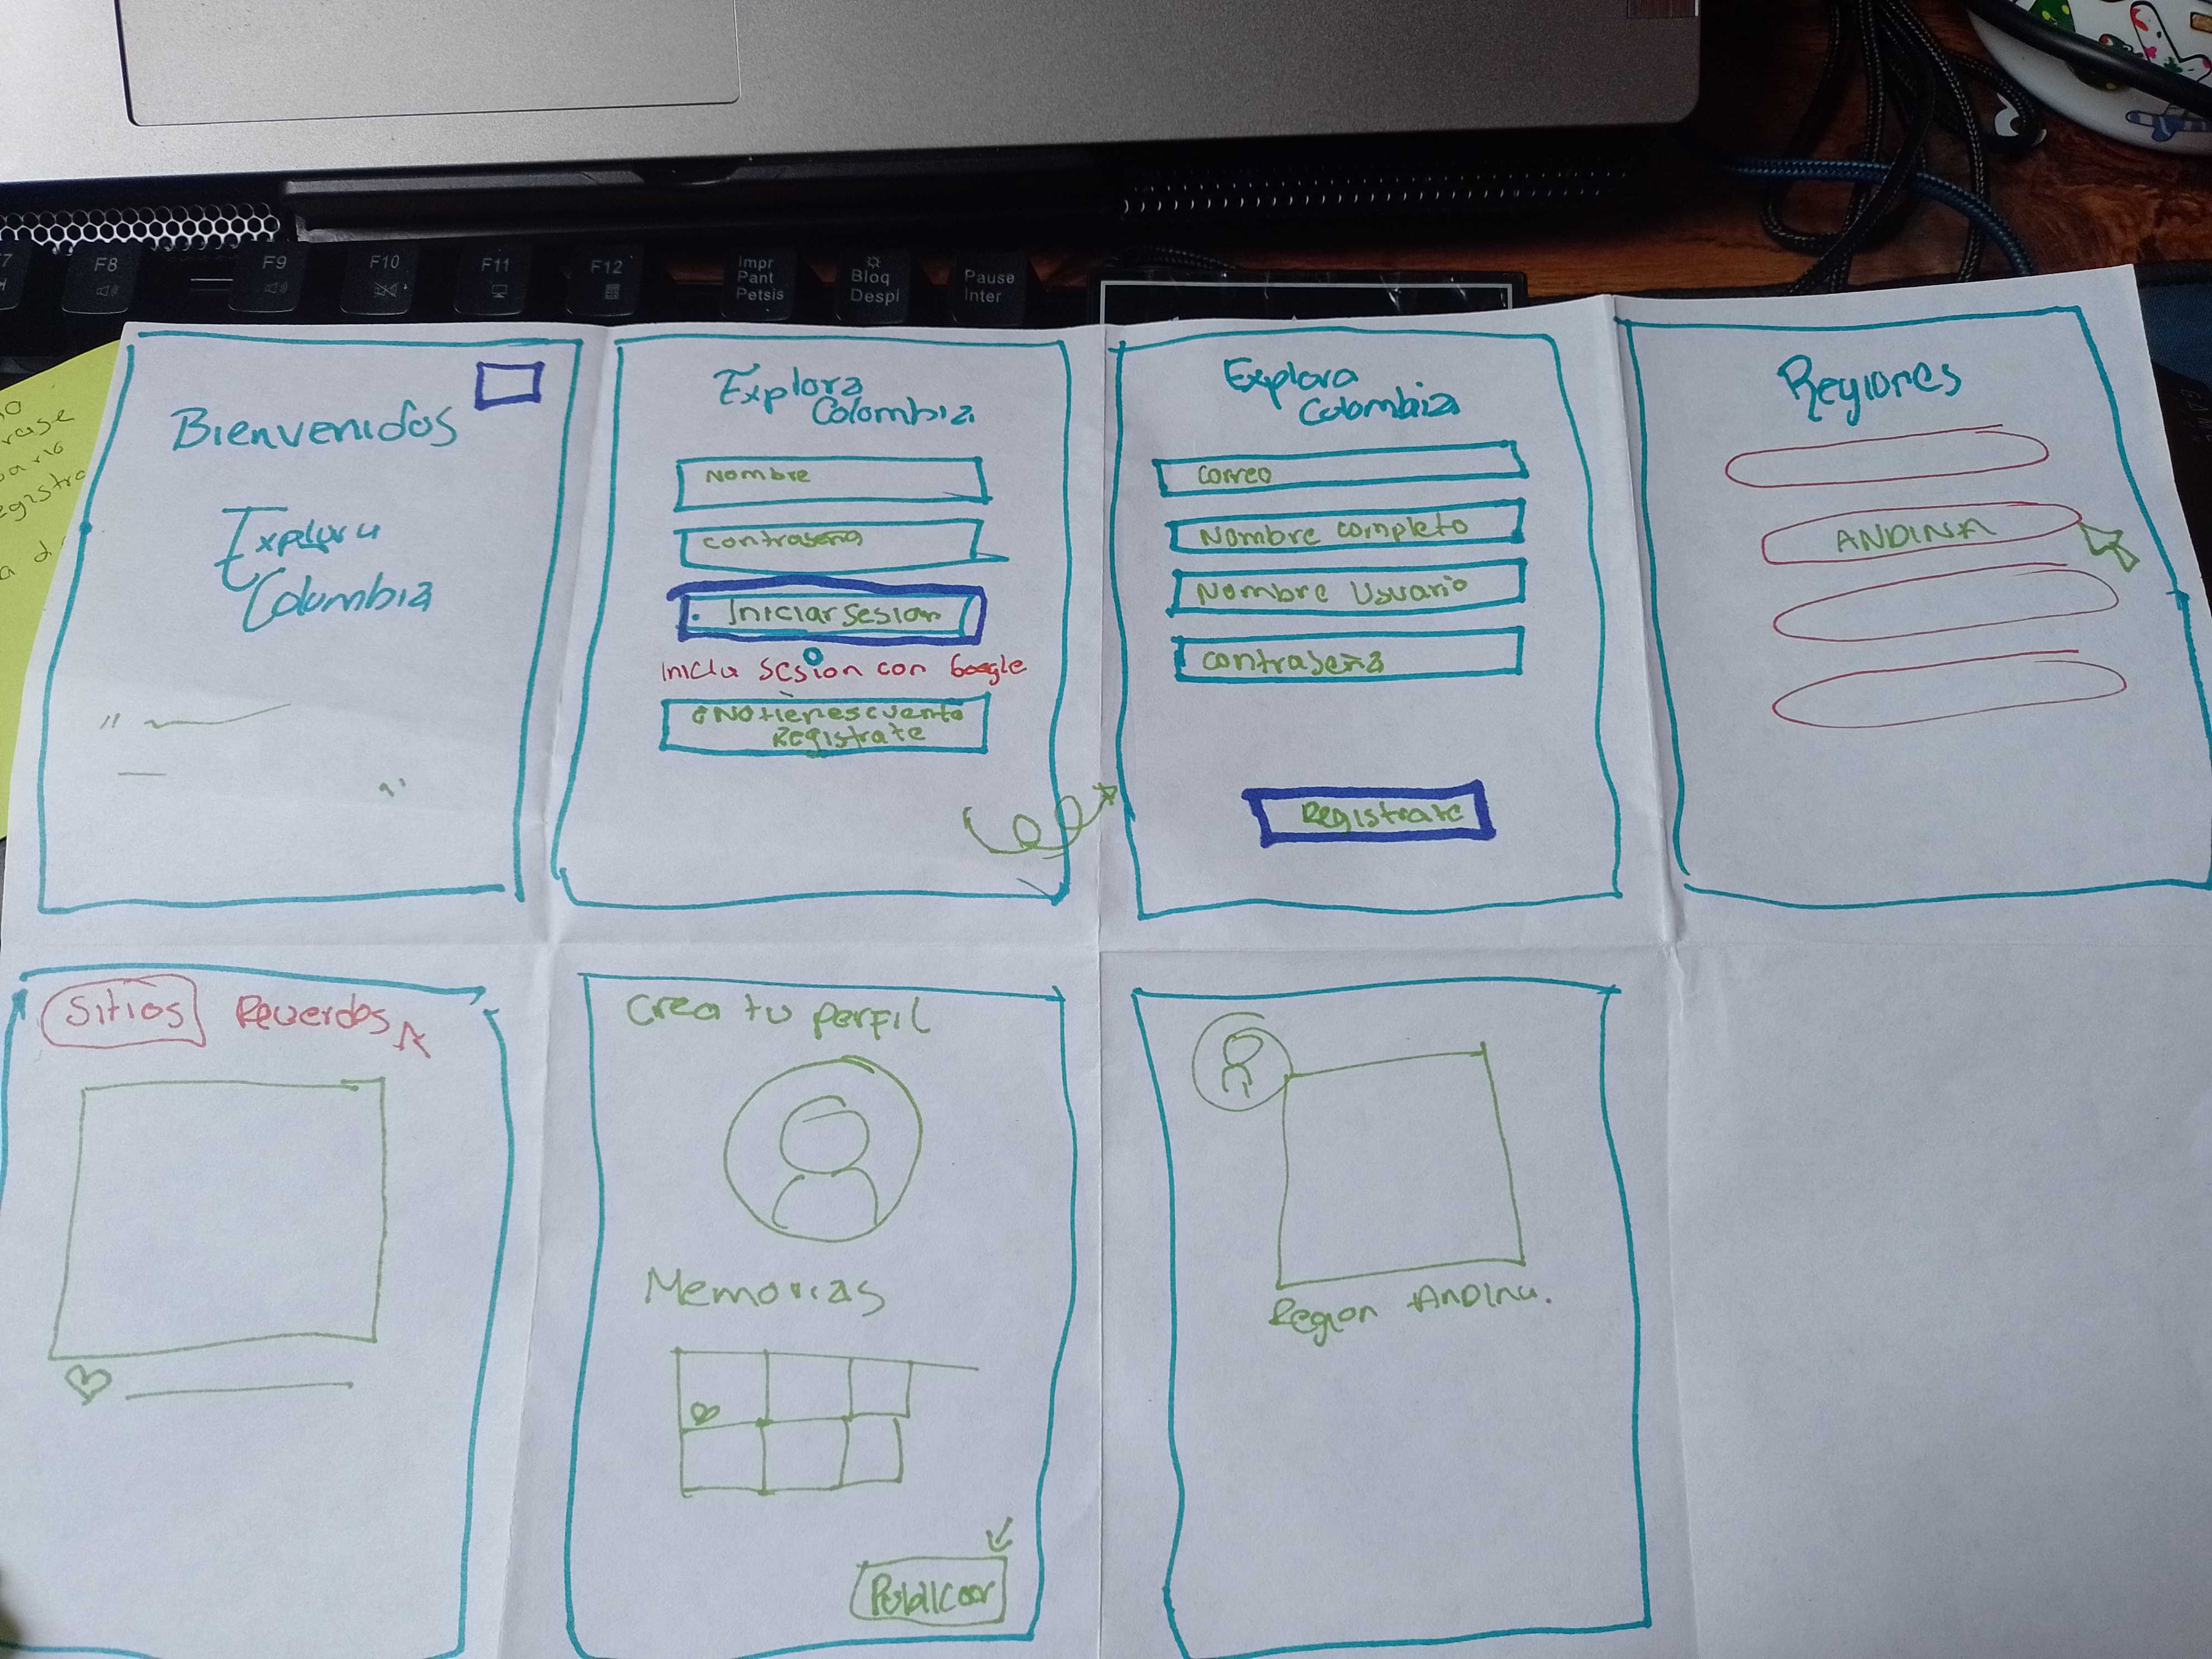 F7
F8
F9
F10
F11
F12
Impr
Pant
Petsis
Bloq
Despl
Pause
Inter
Bienvenidos
Explora
Colombia
"
"
Explora
Colombia
Nombre
contraseña
Iniciar sesion
Inicia sesion con Google
¿No tienes cuenta
Registrate
Explora
Colombia
correo
Nombre completo
Nombre Usuario
contraseña
Registrate
Regiones
ANDINA
Sitios Recuerdos
Crea tu perfil
Memorias
Publicar
Region Andina.